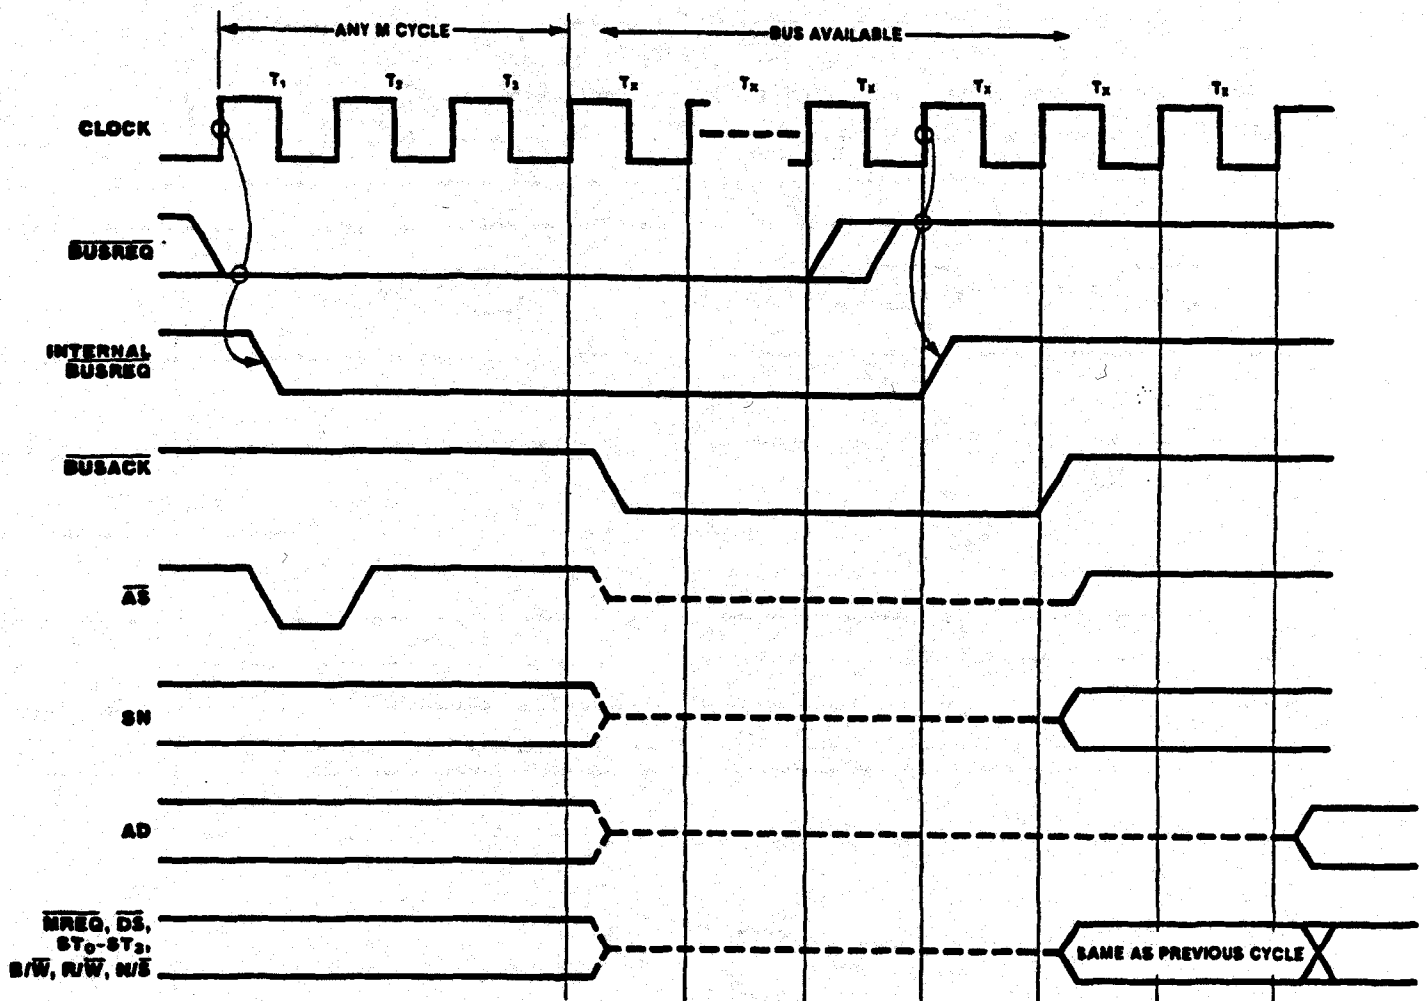 ANY M CYCLE
BUS AVAILABLE
T₁ T₂ T₃ Tₓ Tₓ Tₓ Tₓ Tₓ Tₓ
CLOCK
BUSREQ
INTERNAL
BUSREQ
BUSACK
AS
SN
AD
MREQ, DS,
ST₀-ST₃,
B/W, R/W, N/S
SAME AS PREVIOUS CYCLE